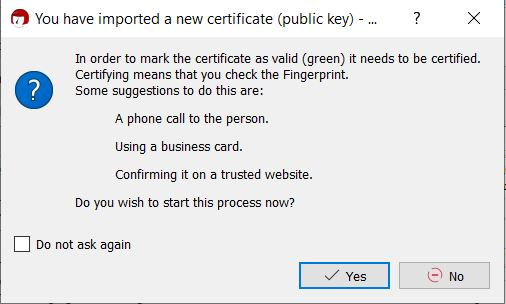 You have imported a new certificate (public key) - ...
?
In order to mark the certificate as valid (green) it needs to be certified.
Certifying means that you check the Fingerprint.
Some suggestions to do this are:
A phone call to the person.
Using a business card.
Confirming it on a trusted website.
Do you wish to start this process now?
Do not ask again
Yes
No